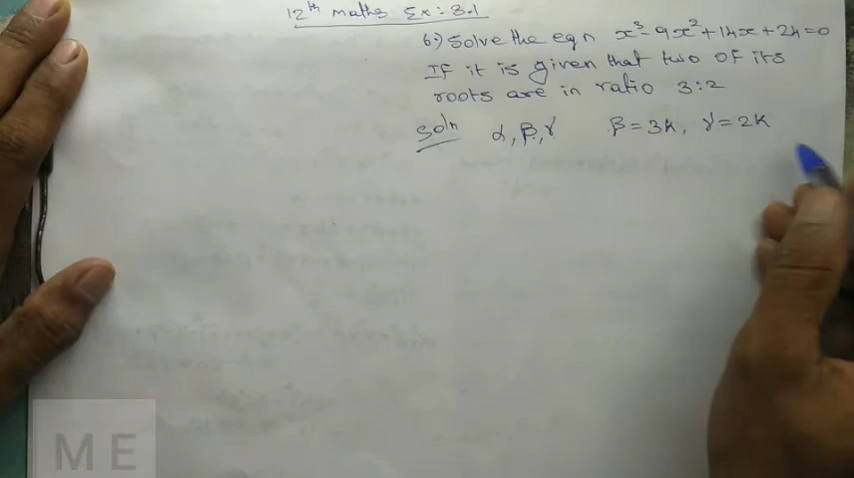 12th maths Ex: 3.1
6.) Solve the eqn x³-9x²+14x+24=0
If it is given that two of its
roots are in ratio 3:2
Soln α, β, γ β=3k, γ=2k
ME